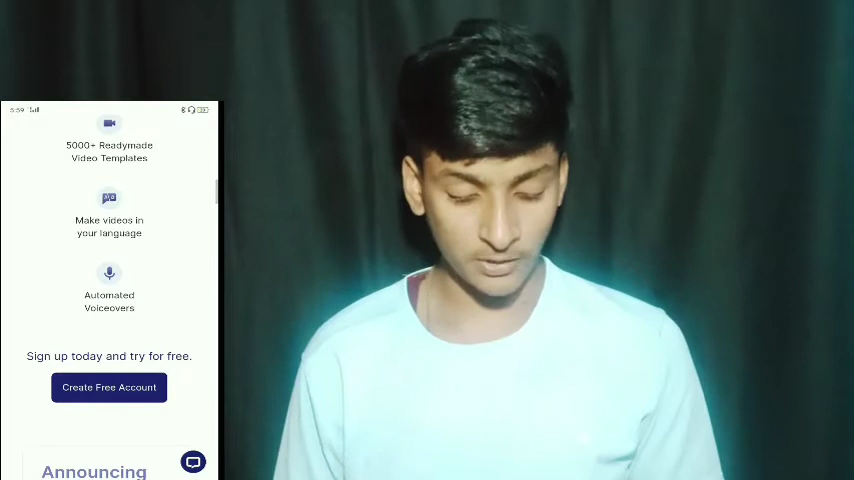 5000+ Readymade
Video Templates
Make videos in
your language
Automated
Voiceovers
Sign up today and try for free.
Create Free Account
Announcing